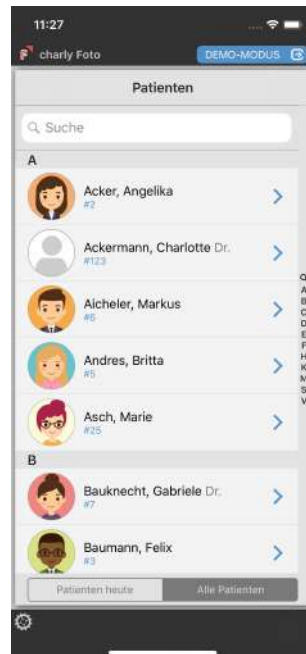 11:27
charly Foto
DEMO-MODUS
Patienten
Suche
A
Acker, Angelika
#2
Ackermann, Charlotte Dr.
#123
Aicheler, Markus
#6
Andres, Britta
#5
Asch, Marie
#25
B
Bauknecht, Gabriele Dr.
#7
Baumann, Felix
#3
A
B
C
D
E
F
H
K
M
S
V
Patienten heute
Alle Patienten